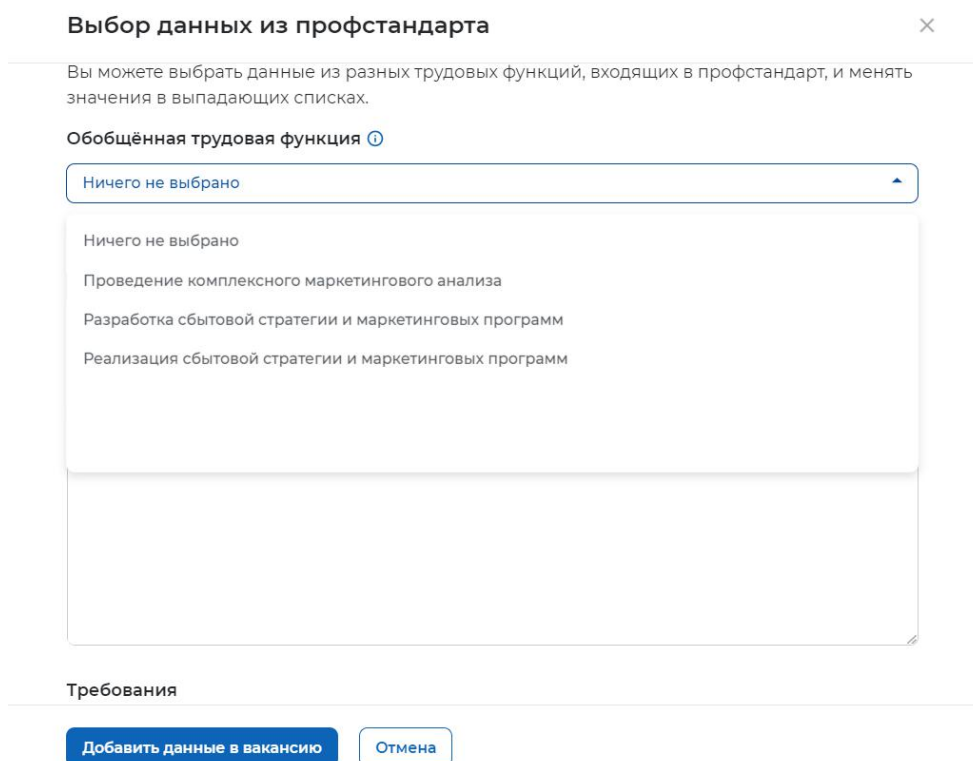 Выбор данных из профстандарта
Вы можете выбрать данные из разных трудовых функций, входящих в профстандарт, и менять
значения в выпадающих списках.
Обобщённая трудовая функция
Ничего не выбрано
Ничего не выбрано
Проведение комплексного маркетингового анализа
Разработка сбытовой стратегии и маркетинговых программ
Реализация сбытовой стратегии и маркетинговых программ
Требования
Добавить данные в вакансию
Отмена